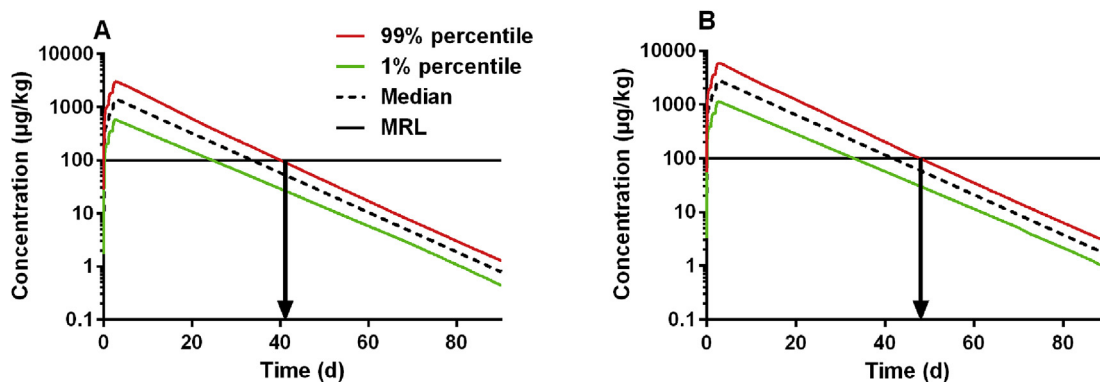 A
99% percentile
1% percentile
Median
MRL
Concentration (µg/kg)
10000
1000
100
10
1
0.1
0 20 40 60 80
Time (d)
B
Concentration (µg/kg)
10000
1000
100
10
1
0.1
0 20 40 60 80
Time (d)